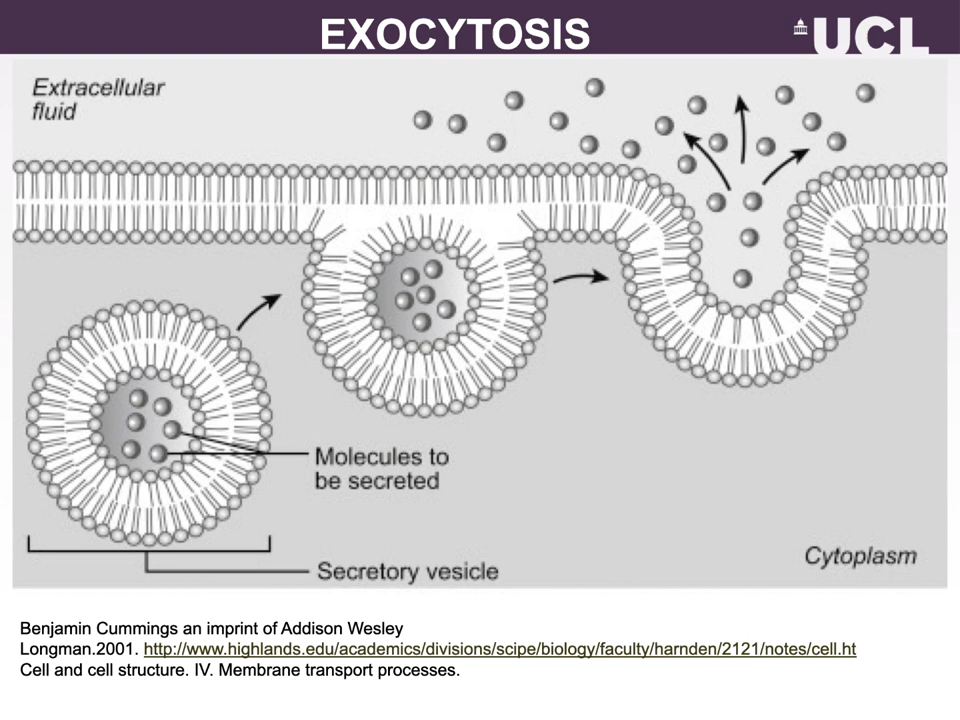 EXOCYTOSIS
UCL
Extracellular
fluid
Molecules to
be secreted
Secretory vesicle
Cytoplasm
Benjamin Cummings an imprint of Addison Wesley
Longman.2001. http://www.highlands.edu/academics/divisions/scipe/biology/faculty/harnden/2121/notes/cell.ht
Cell and cell structure. IV. Membrane transport processes.